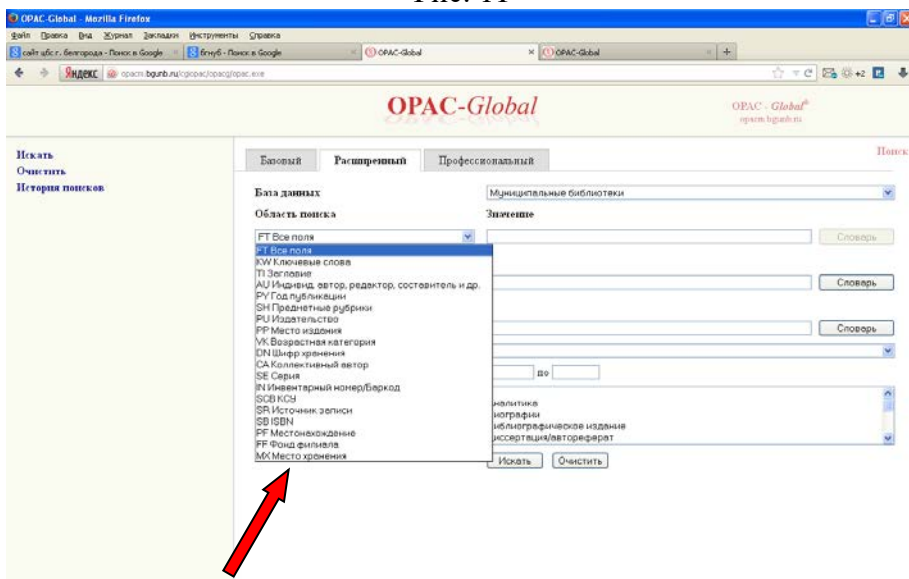 OPAC-Global - Mozilla Firefox
Файл Правка Вид Журнал Закладки Инструменты Справка
сайт цбс г. белгорода - Поиск в Google
бгнуб - Поиск в Google
OPAC-Global
OPAC-Global
Яндекс opacm.bgunb.ru/cgiopac/opacg/opac.exe
+2
OPAC-Global
OPAC - Global®
opacm.bgunb.ru
Искать
Очистить
История поисков
Поиск
Базовый Расширенный Профессиональный
База данных Муниципальные библиотеки
Область поиска Значение
FT Все поля Словарь
FT Все поля
KW Ключевые слова
TI Заглавие
AU Индивид. автор, редактор, составитель и др. Словарь
PY Год публикации
SH Предметные рубрики
PU Издательство
PP Место издания Словарь
VK Возрастная категория
DN Шифр хранения
CA Коллективный автор
SE Серия по
IN Инвентарный номер/Баркод
SCB КСУ
SR Источник записи
SB ISBN
PF Местонахождение
FF Фонд филиала
MX Место хранения
налитика
иографии
иблиографическое издание
иссертация/автореферат
Искать Очистить